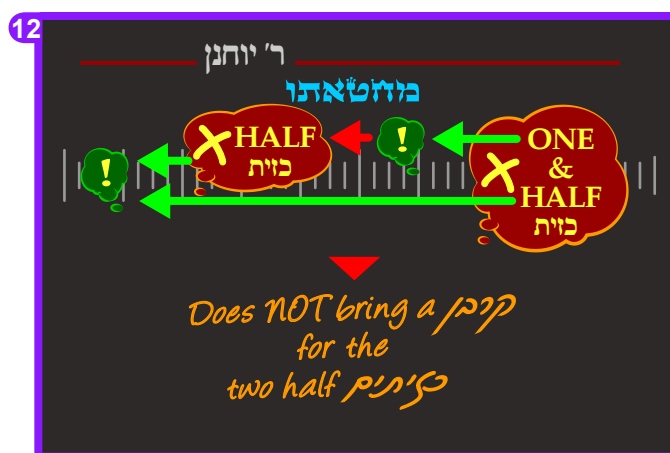 12
ר' יוחנן
מחטאתו
HALF
כזית
!
!
ONE
&
HALF
כזית
Does NOT bring a קרבן
for the
two half כזיתים